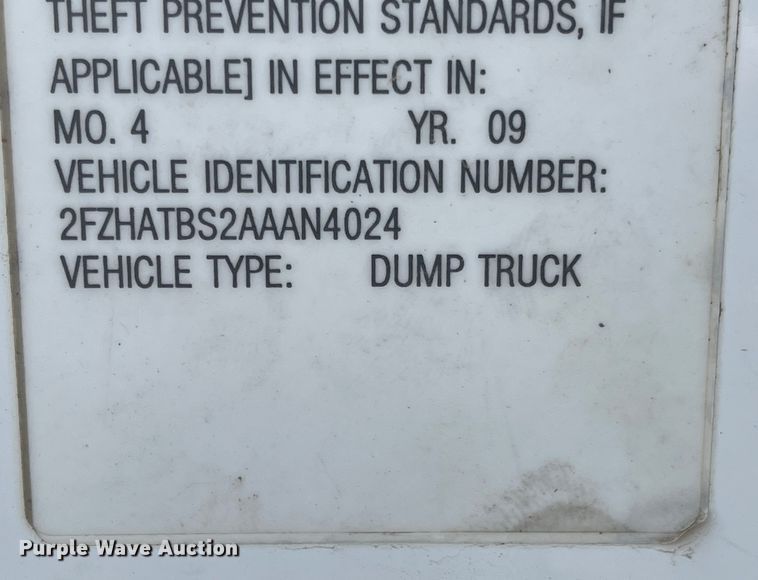 THEFT PREVENTION STANDARDS, IF
APPLICABLE] IN EFFECT IN:
MO. 4 YR. 09
VEHICLE IDENTIFICATION NUMBER:
2FZHATBS2AAAN4024
VEHICLE TYPE: DUMP TRUCK
Purple Wave Auction